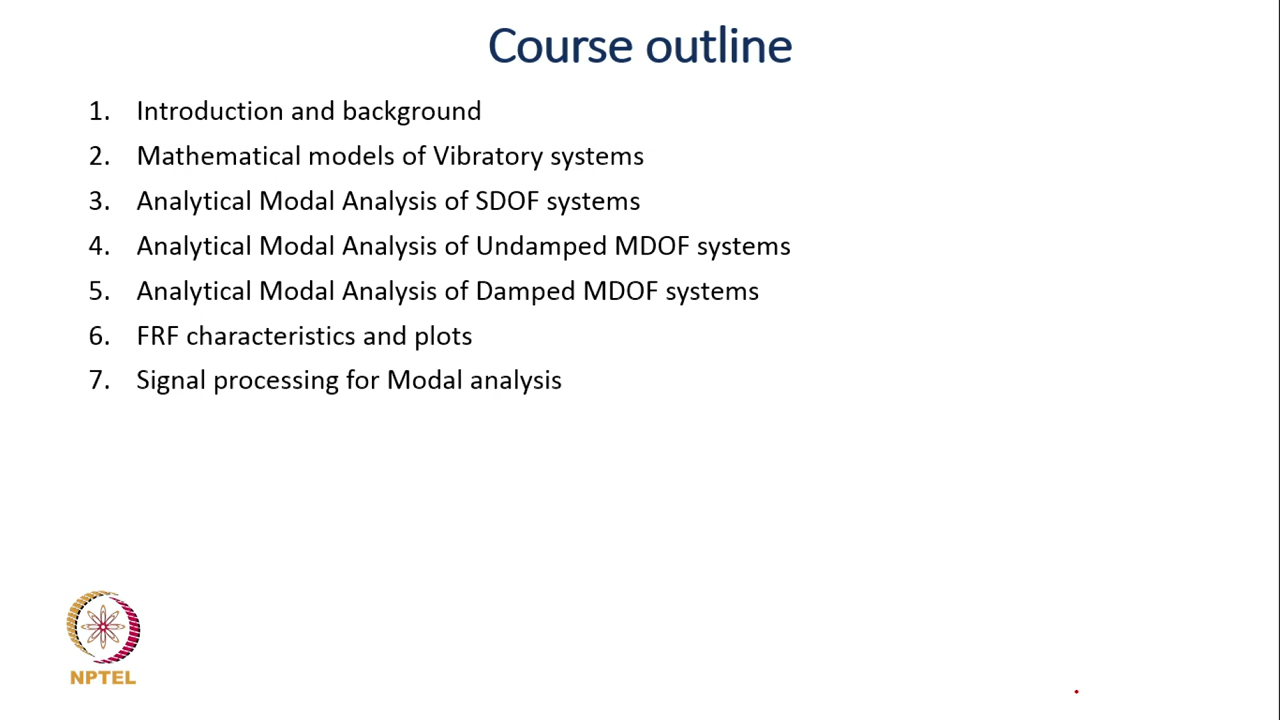 Course outline
1. Introduction and background
2. Mathematical models of Vibratory systems
3. Analytical Modal Analysis of SDOF systems
4. Analytical Modal Analysis of Undamped MDOF systems
5. Analytical Modal Analysis of Damped MDOF systems
6. FRF characteristics and plots
7. Signal processing for Modal analysis
NPTEL